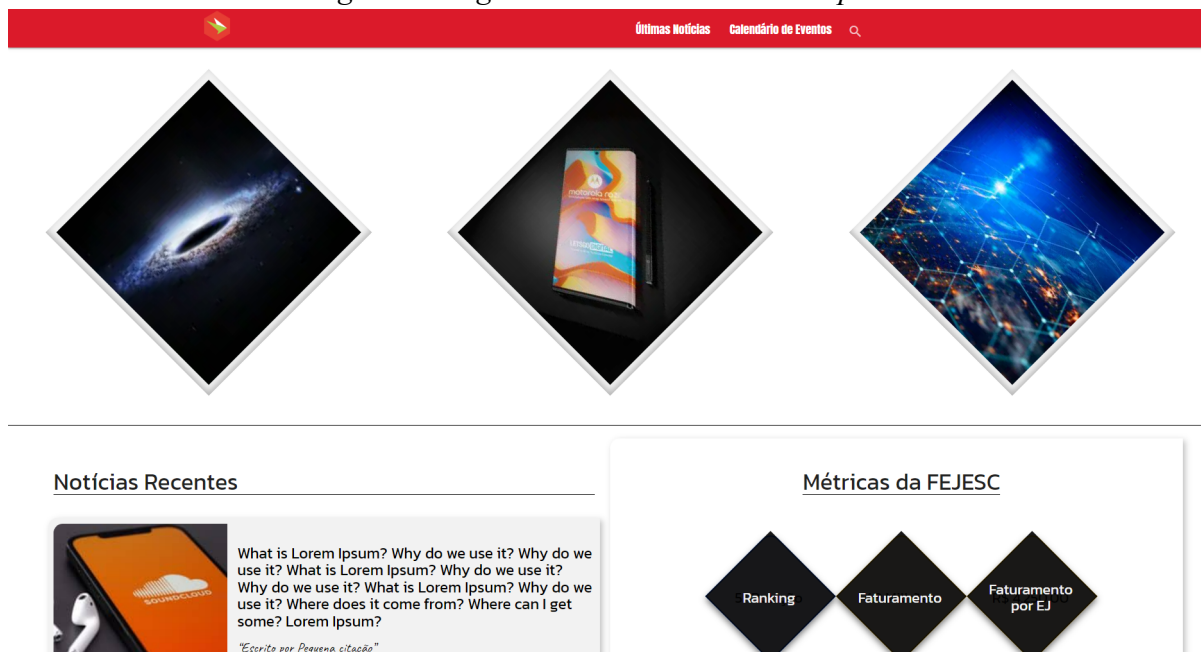 Últimas Notícias Calendário de Eventos
motorola razr
Notícias Recentes
Métricas da FEJESC
What is Lorem Ipsum? Why do we use it? Why do we
use it? What is Lorem Ipsum? Why do we use it?
Why do we use it? What is Lorem Ipsum? Why do we
use it? Where does it come from? Where can I get
some? Lorem Ipsum?
"Escrito por Pequena citação"
SOUNDCLOUD
Ranking
Faturamento
Faturamento
por EJ